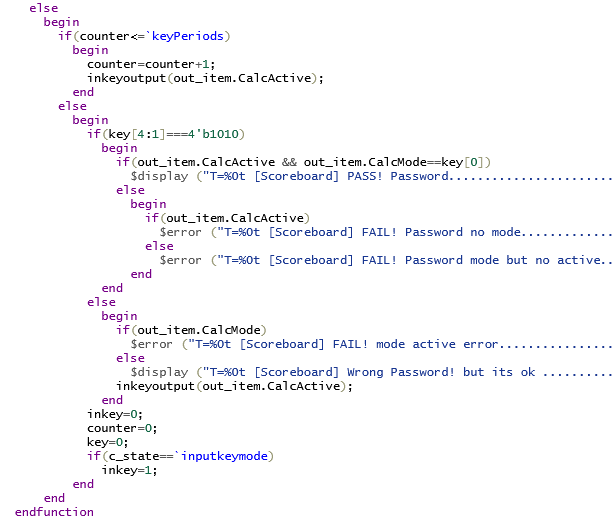 else
begin
if(counter<=`keyPeriods)
begin
counter=counter+1;
inkeyoutput(out_item.CalcActive);
end
else
begin
if(key[4:1]===4'b1010)
begin
if(out_item.CalcActive && out_item.CalcMode==key[0])
$display ("T=%0t [Scoreboard] PASS! Password.......................
else
begin
if(out_item.CalcActive)
$error ("T=%0t [Scoreboard] FAIL! Password no mode.............
else
$error ("T=%0t [Scoreboard] FAIL! Password mode but no active..
end
end
else
begin
if(out_item.CalcMode)
$error ("T=%0t [Scoreboard] FAIL! mode active error................
else
$display ("T=%0t [Scoreboard] Wrong Password! but its ok ..........
inkeyoutput(out_item.CalcActive);
end
inkey=0;
counter=0;
key=0;
if(c_state==`inputkeymode)
inkey=1;
end
end
endfunction